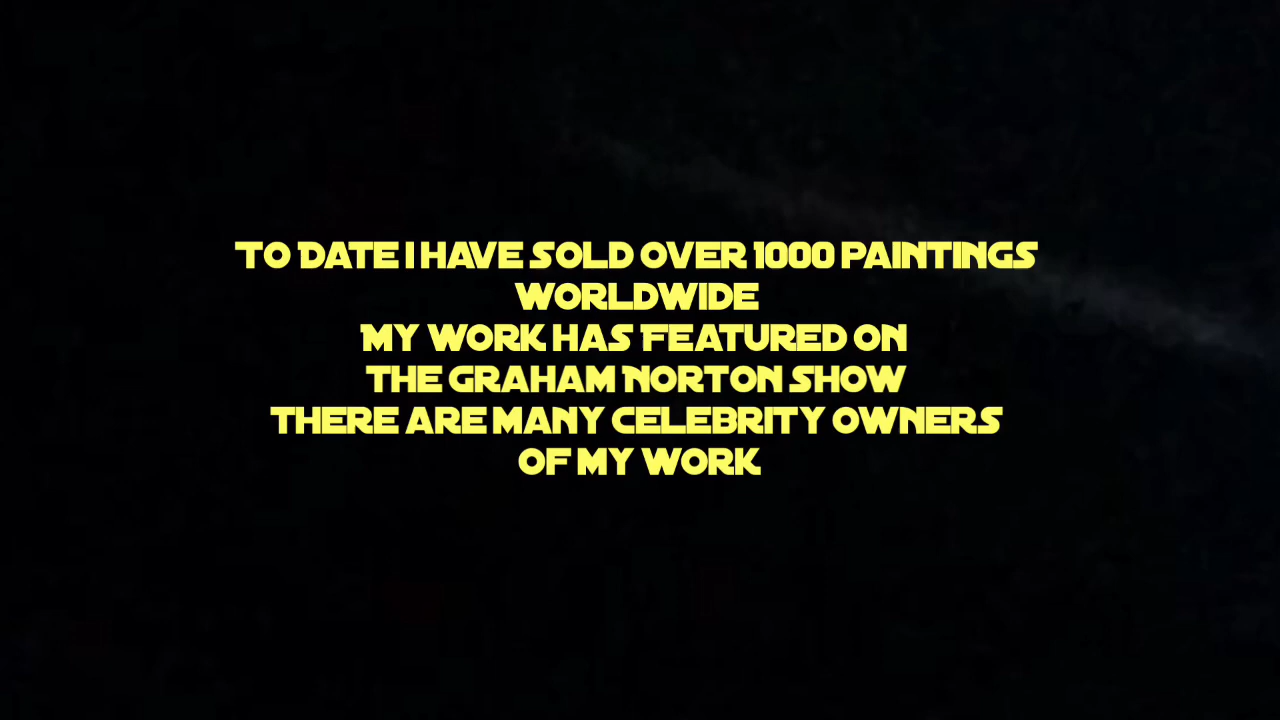 To Date I have Sold over 1000 paintings
worldwide
My work has Featured on
the Graham Norton Show
there are many Celebrity owners
of my work